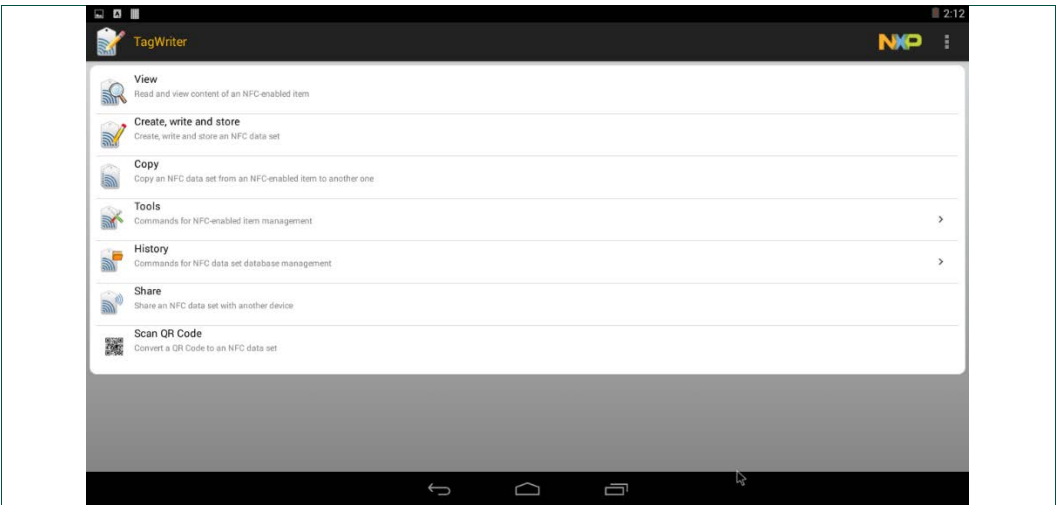 2:12
TagWriter
NXP
View
Read and view content of an NFC-enabled item
Create, write and store
Create, write and store an NFC data set
Copy
Copy an NFC data set from an NFC-enabled item to another one
Tools
Commands for NFC-enabled item management
History
Commands for NFC data set database management
Share
Share an NFC data set with another device
Scan QR Code
Convert a QR Code to an NFC data set